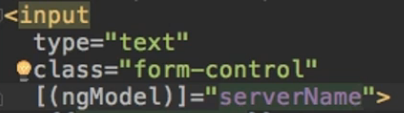 <input
type="text"
class="form-control"
[(ngModel)]="serverName">